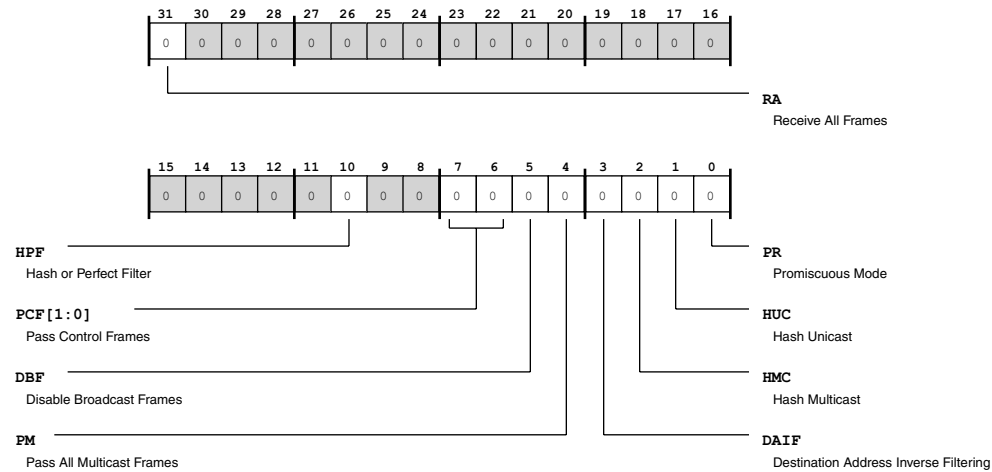 31 30 29 28 27 26 25 24 23 22 21 20 19 18 17 16
0 0 0 0 0 0 0 0 0 0 0 0 0 0 0 0
RA
Receive All Frames
15 14 13 12 11 10 9 8 7 6 5 4 3 2 1 0
0 0 0 0 0 0 0 0 0 0 0 0 0 0 0 0
HPF
Hash or Perfect Filter
PCF[1:0]
Pass Control Frames
DBF
Disable Broadcast Frames
PM
Pass All Multicast Frames
PR
Promiscuous Mode
HUC
Hash Unicast
HMC
Hash Multicast
DAIF
Destination Address Inverse Filtering